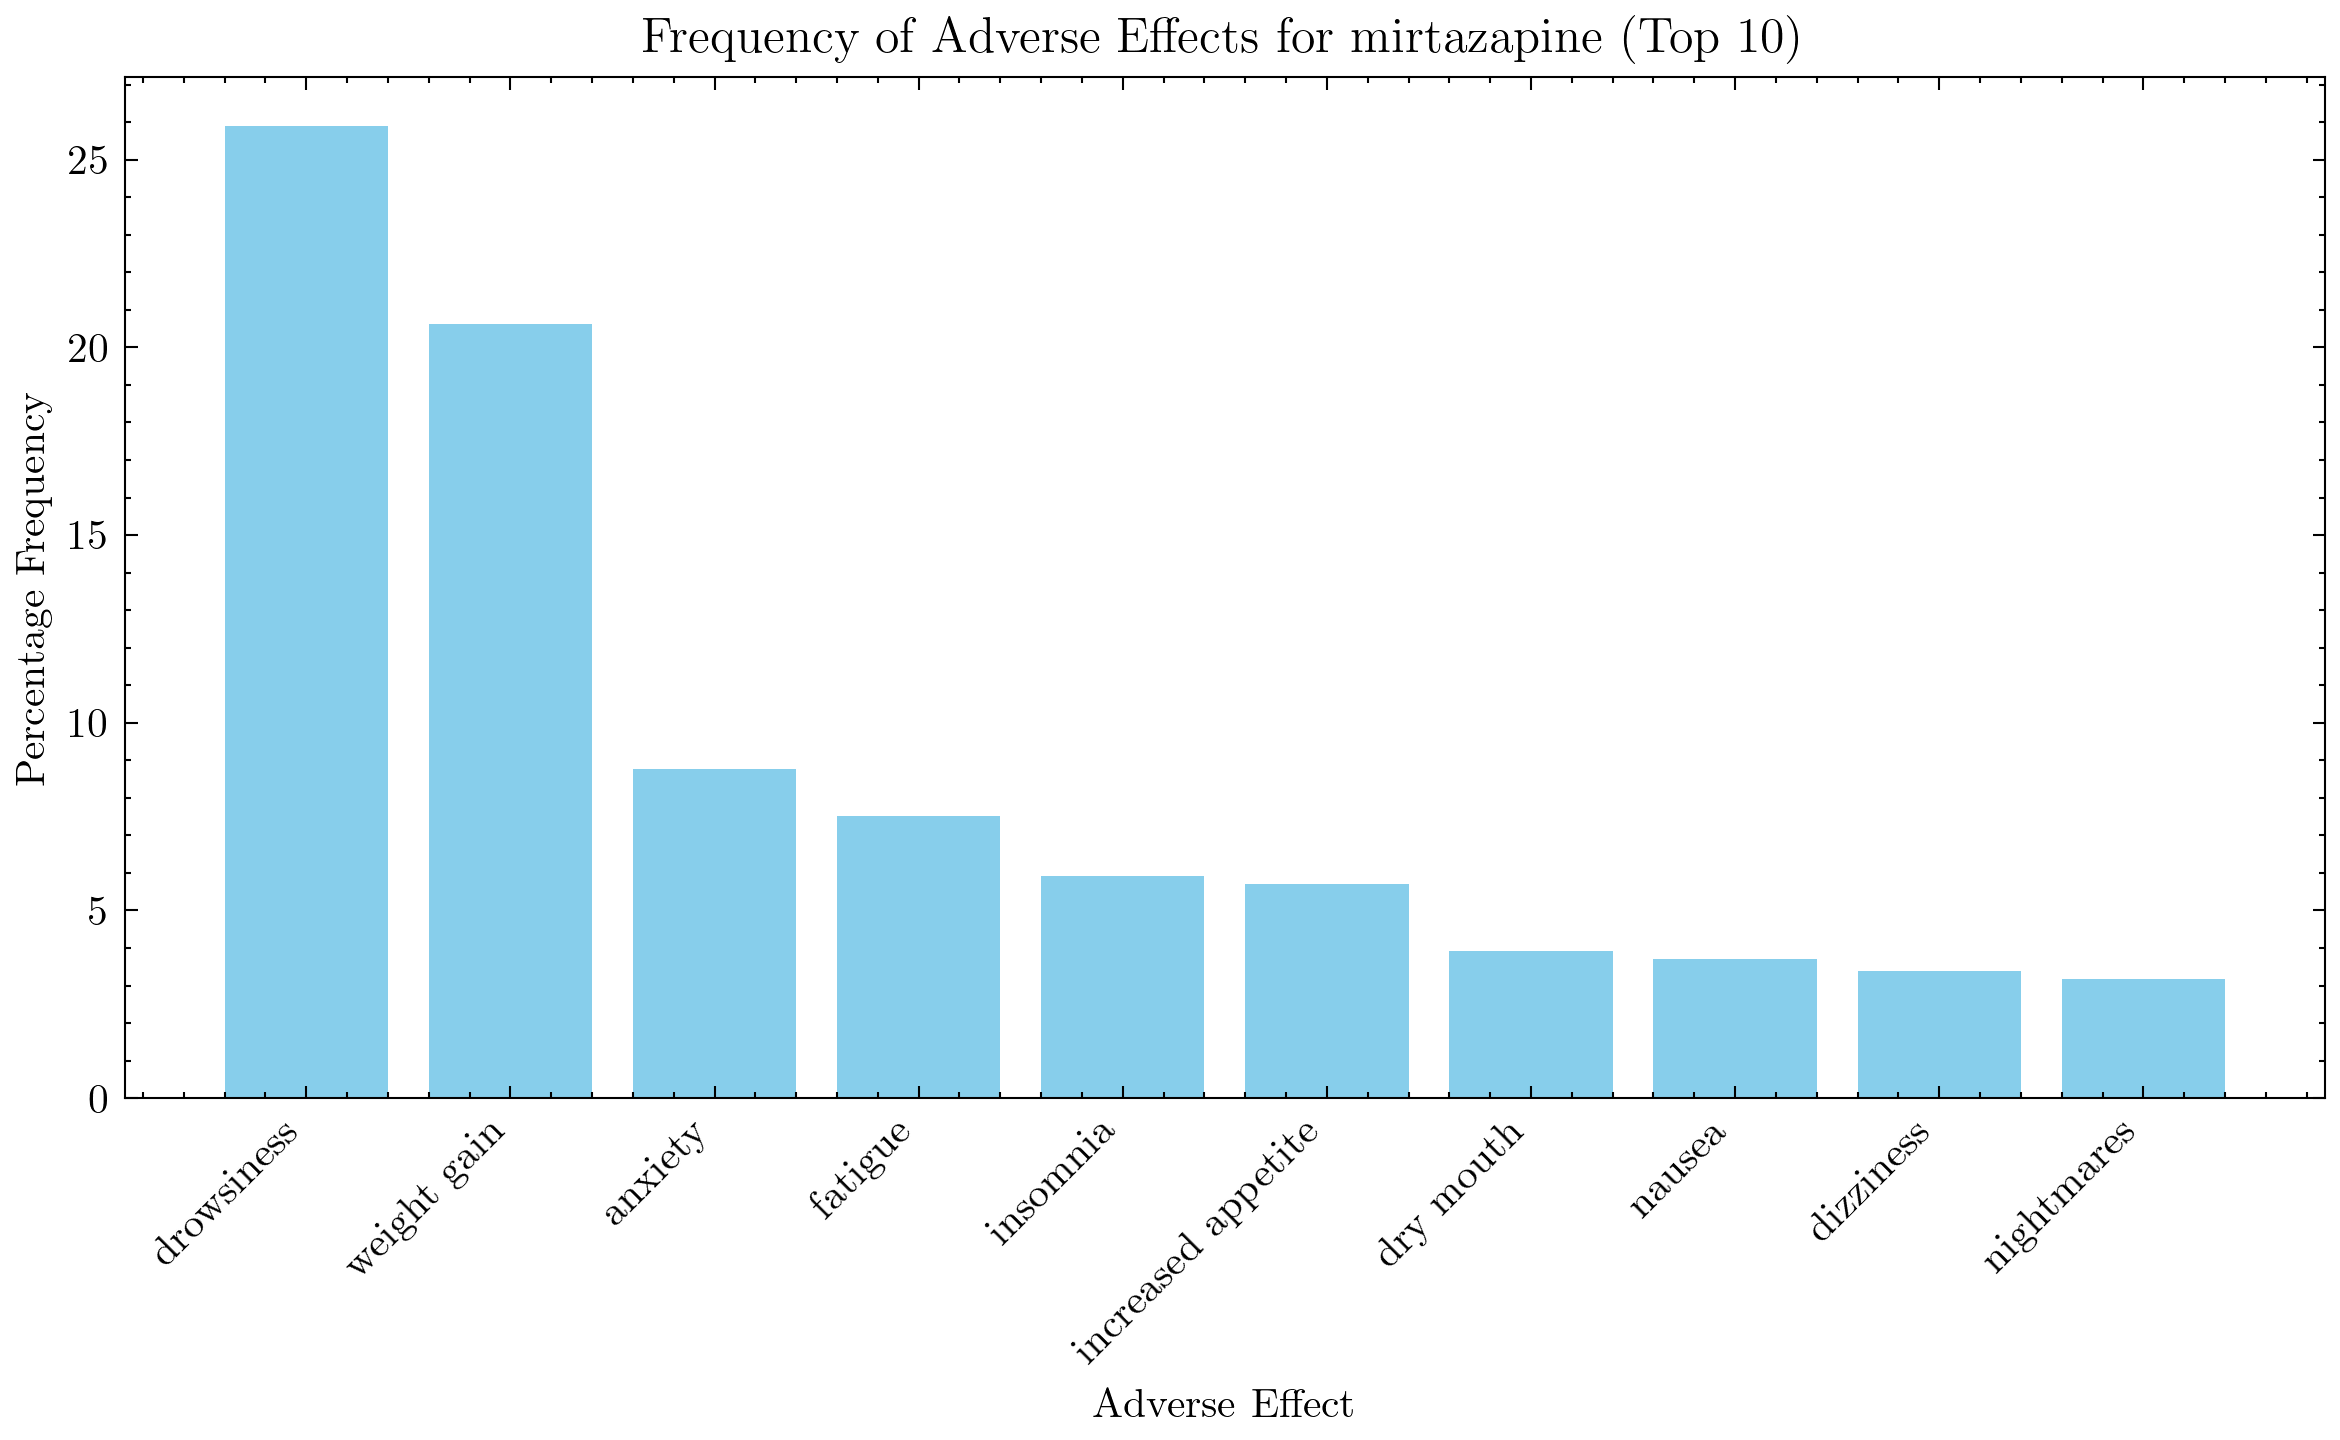 Frequency of Adverse Effects for mirtazapine (Top 10)
Percentage Frequency
25
20
15
10
5
0
drowsiness
weight gain
anxiety
fatigue
insomnia
increased appetite
dry mouth
nausea
dizziness
nightmares
Adverse Effect